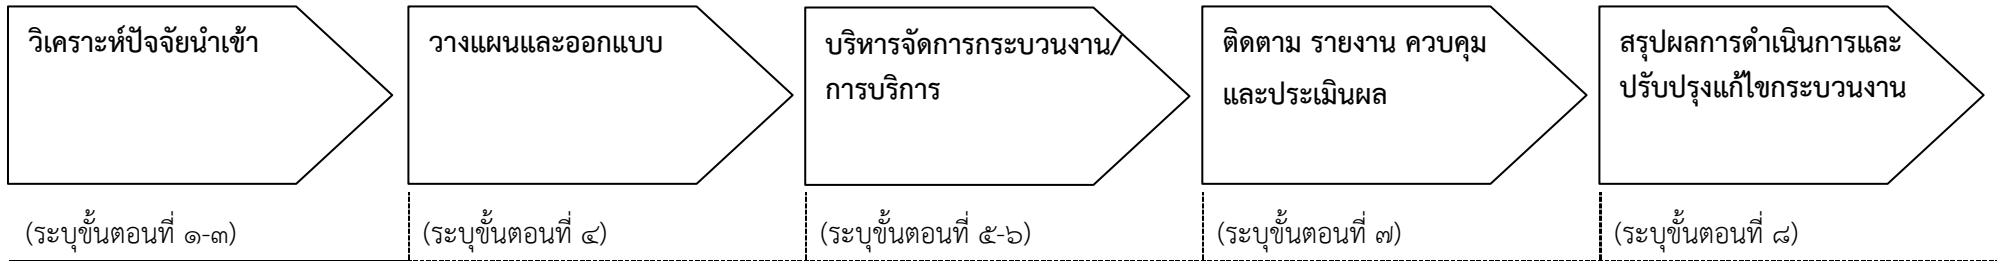 วิเคราะห์ปัจจัยนำเข้า
วางแผนและออกแบบ
บริหารจัดการกระบวนงาน/
การบริการ
ติดตาม รายงาน ควบคุม
และประเมินผล
สรุปผลการดำเนินการและ
ปรับปรุงแก้ไขกระบวนงาน
(ระบุขั้นตอนที่ ๑-๓)
(ระบุขั้นตอนที่ ๔)
(ระบุขั้นตอนที่ ๕-๖)
(ระบุขั้นตอนที่ ๗)
(ระบุขั้นตอนที่ ๘)